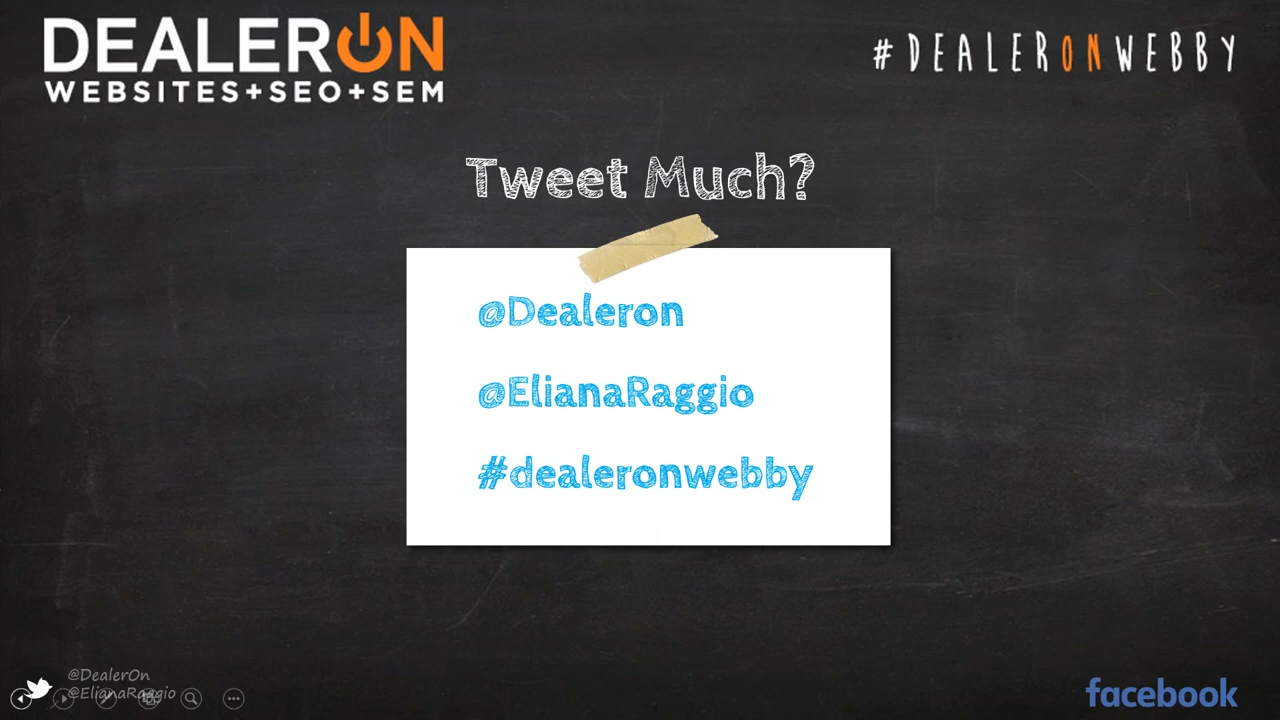 DEALERON
WEBSITES+SEO+SEM
#DEALERONWEBBY
Tweet Much?
@Dealeron
@ElianaRaggio
#dealeronwebby
@DealerOn
@ElianaRaggio
facebook